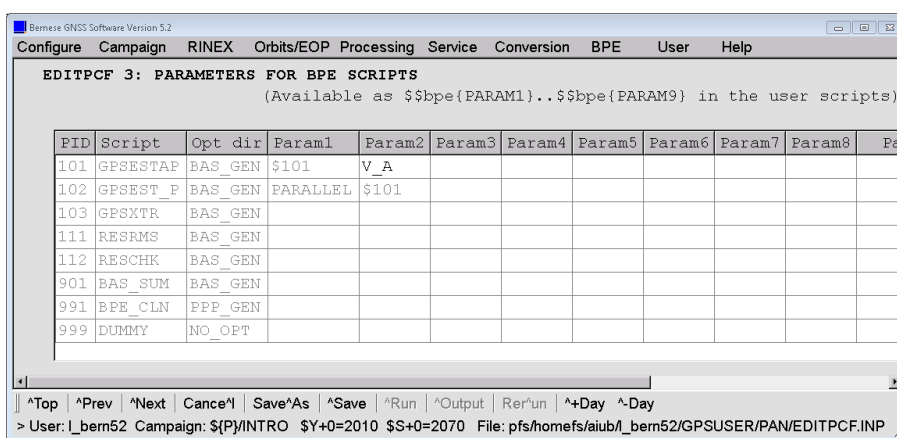 Bernese GNSS Software Version 5.2
Configure Campaign RINEX Orbits/EOP Processing Service Conversion BPE User Help
EDITPCF 3: PARAMETERS FOR BPE SCRIPTS
(Available as $$bpe{PARAM1}..$$bpe{PARAM9} in the user scripts)
PID Script Opt dir Param1 Param2 Param3 Param4 Param5 Param6 Param7 Param8 Pa
101 GPSESTAP BAS_GEN $101 V_A
102 GPSEST_P BAS_GEN PARALLEL $101
103 GPSXTR BAS_GEN
111 RESRMS BAS_GEN
112 RESCHK BAS_GEN
901 BAS_SUM BAS_GEN
991 BPE_CLN PPP_GEN
999 DUMMY NO_OPT
^Top | ^Prev | ^Next | Cance^l | Save^As | ^Save | ^Run | ^Output | Rer^un | ^+Day ^-Day
> User: l_bern52 Campaign: ${P}/INTRO $Y+0=2010 $S+0=2070 File: pfs/homefs/aiub/l_bern52/GPSUSER/PAN/EDITPCF.INP